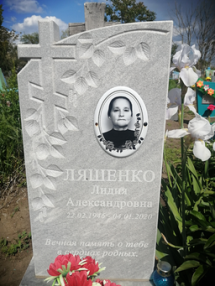 ЛЯШЕНКО
Лидия
Александровна
Вечная память о тебе
в сердцах родных.